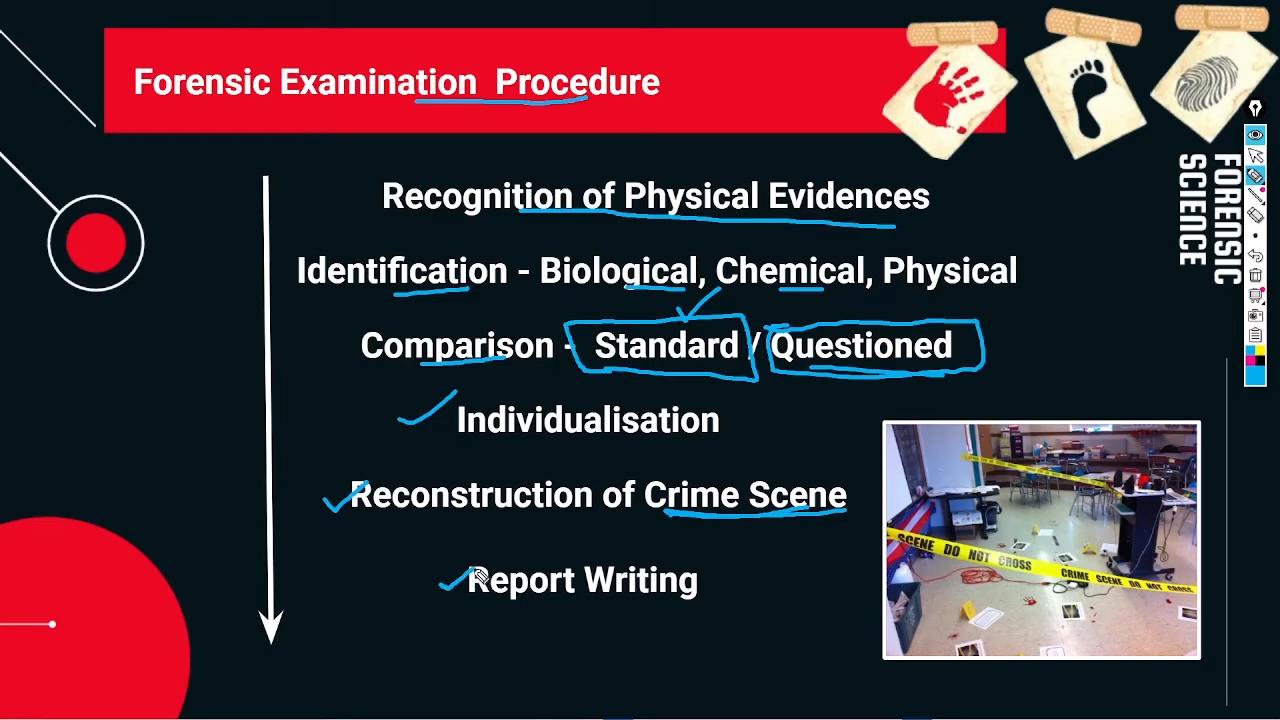 Forensic Examination Procedure
FORENSIC
SCIENCE
Recognition of Physical Evidences
Identification - Biological, Chemical, Physical
Comparison - Standard / Questioned
Individualisation
Reconstruction of Crime Scene
Report Writing
SCENE DO NOT CROSS
CRIME SCENE DO NOT CROSS